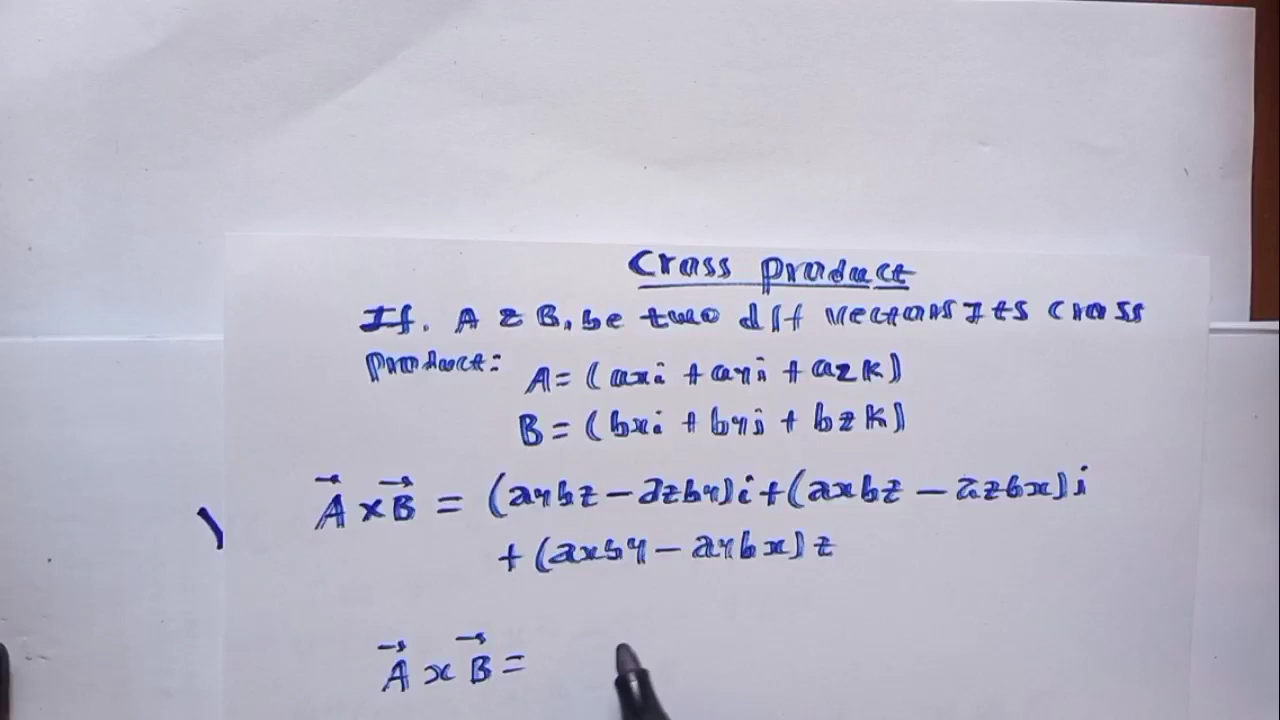 Cross product
If. A & B, be two dif vectors Its cross
product:
A = (axi + ayj + azk)
B = (bxi + byj + bzk)
A × B = (aybz - azby)i + (axbz - azbx)j
+ (axby - aybx)z
A x B =